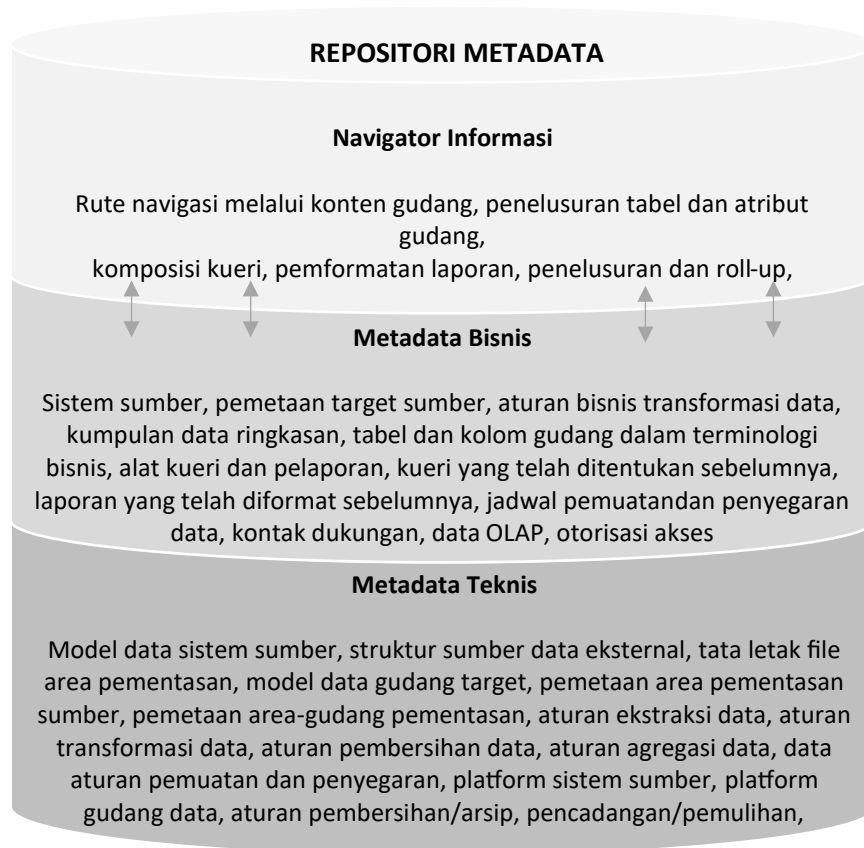 REPOSITORI METADATA
Navigator Informasi
Rute navigasi melalui konten gudang, penelusuran tabel dan atribut
gudang,
komposisi kueri, pemformatan laporan, penelusuran dan roll-up,
Metadata Bisnis
Sistem sumber, pemetaan target sumber, aturan bisnis transformasi data,
kumpulan data ringkasan, tabel dan kolom gudang dalam terminologi
bisnis, alat kueri dan pelaporan, kueri yang telah ditentukan sebelumnya,
laporan yang telah diformat sebelumnya, jadwal pemuatandan penyegaran
data, kontak dukungan, data OLAP, otorisasi akses
Metadata Teknis
Model data sistem sumber, struktur sumber data eksternal, tata letak file
area pementasan, model data gudang target, pemetaan area pementasan
sumber, pemetaan area-gudang pementasan, aturan ekstraksi data, aturan
transformasi data, aturan pembersihan data, aturan agregasi data, data
aturan pemuatan dan penyegaran, platform sistem sumber, platform
gudang data, aturan pembersihan/arsip, pencadangan/pemulihan,